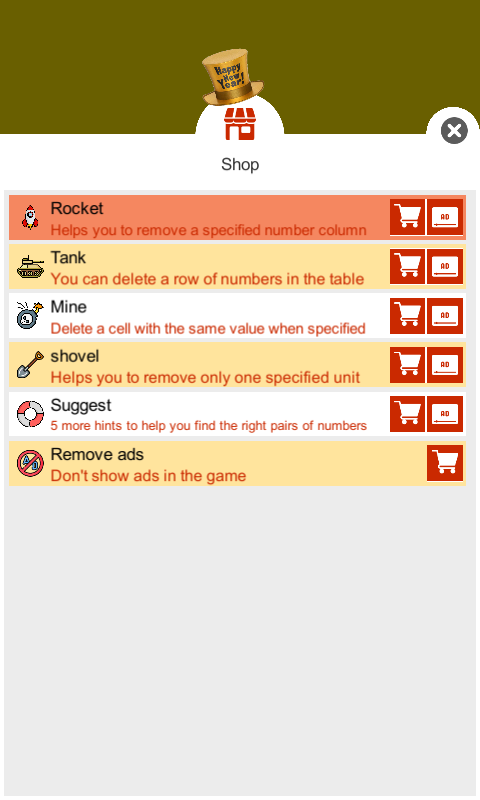 Happy
New
Year!
Shop
Rocket
Helps you to remove a specified number column
AD
Tank
You can delete a row of numbers in the table
AD
Mine
Delete a cell with the same value when specified
AD
shovel
Helps you to remove only one specified unit
AD
Suggest
5 more hints to help you find the right pairs of numbers
AD
Remove ads
Don't show ads in the game